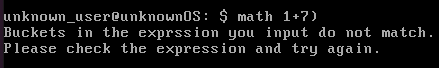 unknown_user@unknownOS: $ math 1+7)
Buckets in the exprssion you input do not match.
Please check the expression and try again.